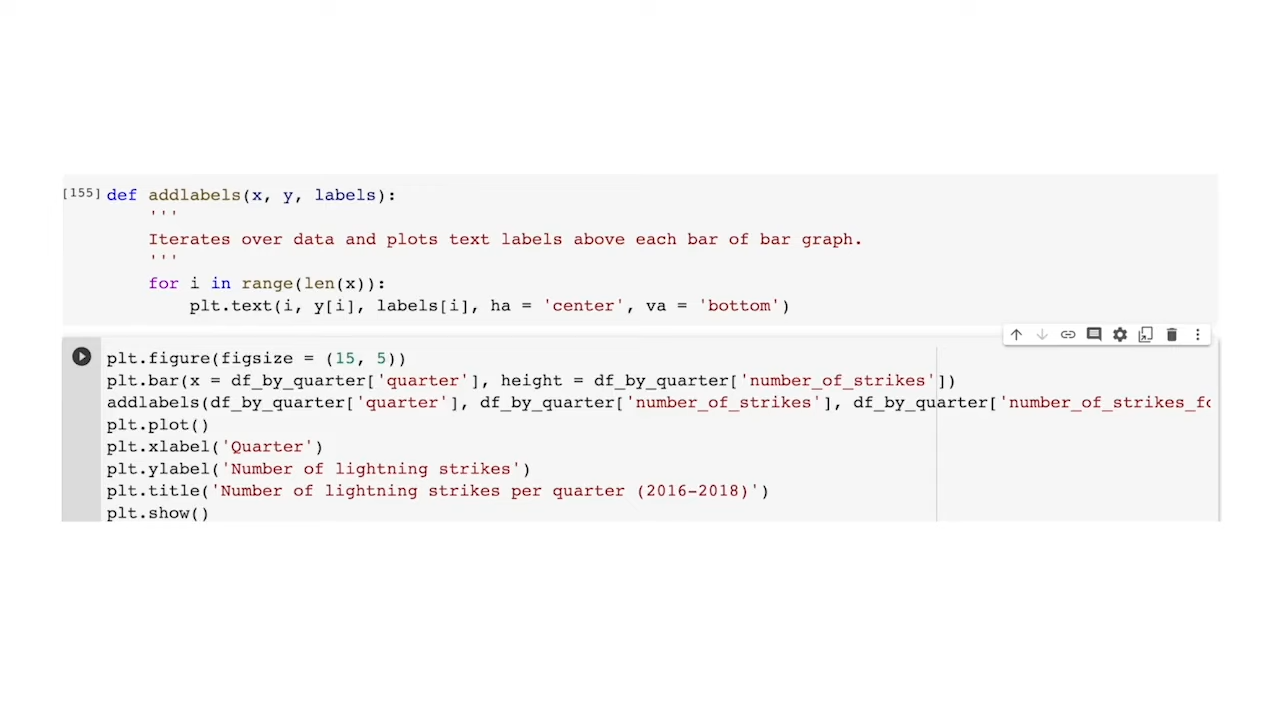 [155] def addlabels(x, y, labels):
'''
Iterates over data and plots text labels above each bar of bar graph.
'''
for i in range(len(x)):
plt.text(i, y[i], labels[i], ha = 'center', va = 'bottom')
plt.figure(figsize = (15, 5))
plt.bar(x = df_by_quarter['quarter'], height = df_by_quarter['number_of_strikes'])
addlabels(df_by_quarter['quarter'], df_by_quarter['number_of_strikes'], df_by_quarter['number_of_strikes_fo
plt.plot()
plt.xlabel('Quarter')
plt.ylabel('Number of lightning strikes')
plt.title('Number of lightning strikes per quarter (2016-2018)')
plt.show()